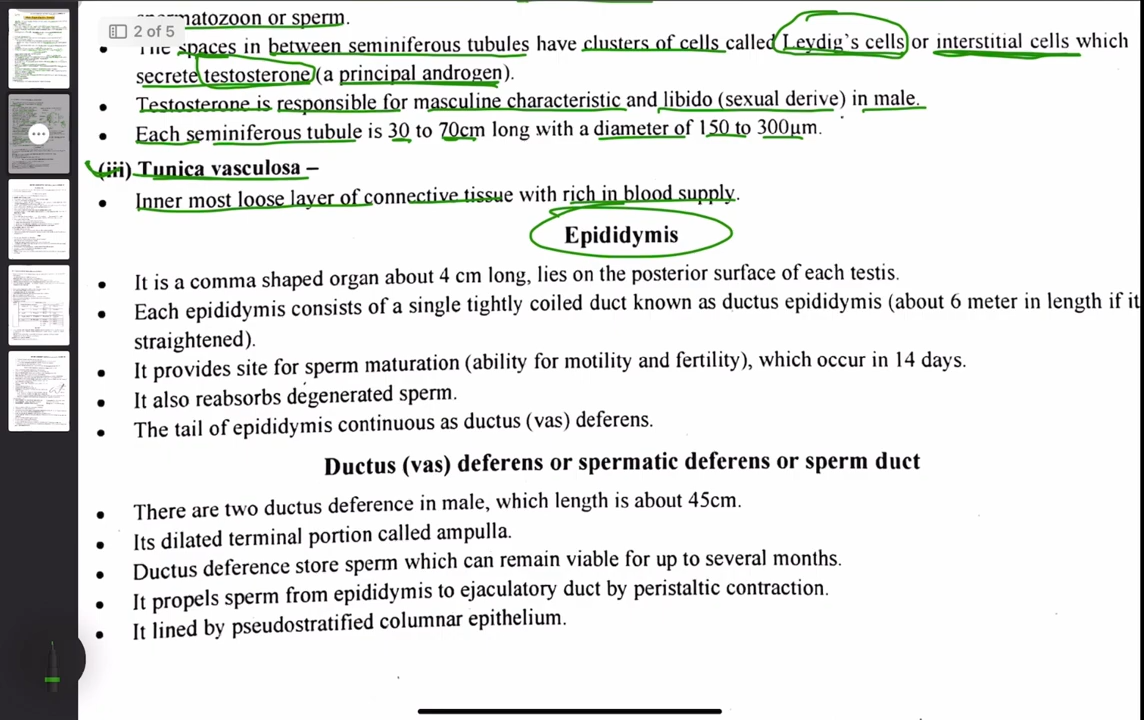 matozoon or sperm.
2 of 5
The spaces in between seminiferous tubules have clusters of cells called Leydig's cells or interstitial cells which
secrete testosterone (a principal androgen).
Testosterone is responsible for masculine characteristic and libido (sexual derive) in male.
Each seminiferous tubule is 30 to 70cm long with a diameter of 150 to 300μm.
(iii) Tunica vasculosa –
Inner most loose layer of connective tissue with rich in blood supply.
Epididymis
It is a comma shaped organ about 4 cm long, lies on the posterior surface of each testis.
Each epididymis consists of a single tightly coiled duct known as ductus epididymis (about 6 meter in length if it
straightened).
It provides site for sperm maturation (ability for motility and fertility), which occur in 14 days.
It also reabsorbs degenerated sperm.
The tail of epididymis continuous as ductus (vas) deferens.
Ductus (vas) deferens or spermatic deferens or sperm duct
There are two ductus deference in male, which length is about 45cm.
Its dilated terminal portion called ampulla.
Ductus deference store sperm which can remain viable for up to several months.
It propels sperm from epididymis to ejaculatory duct by peristaltic contraction.
It lined by pseudostratified columnar epithelium.